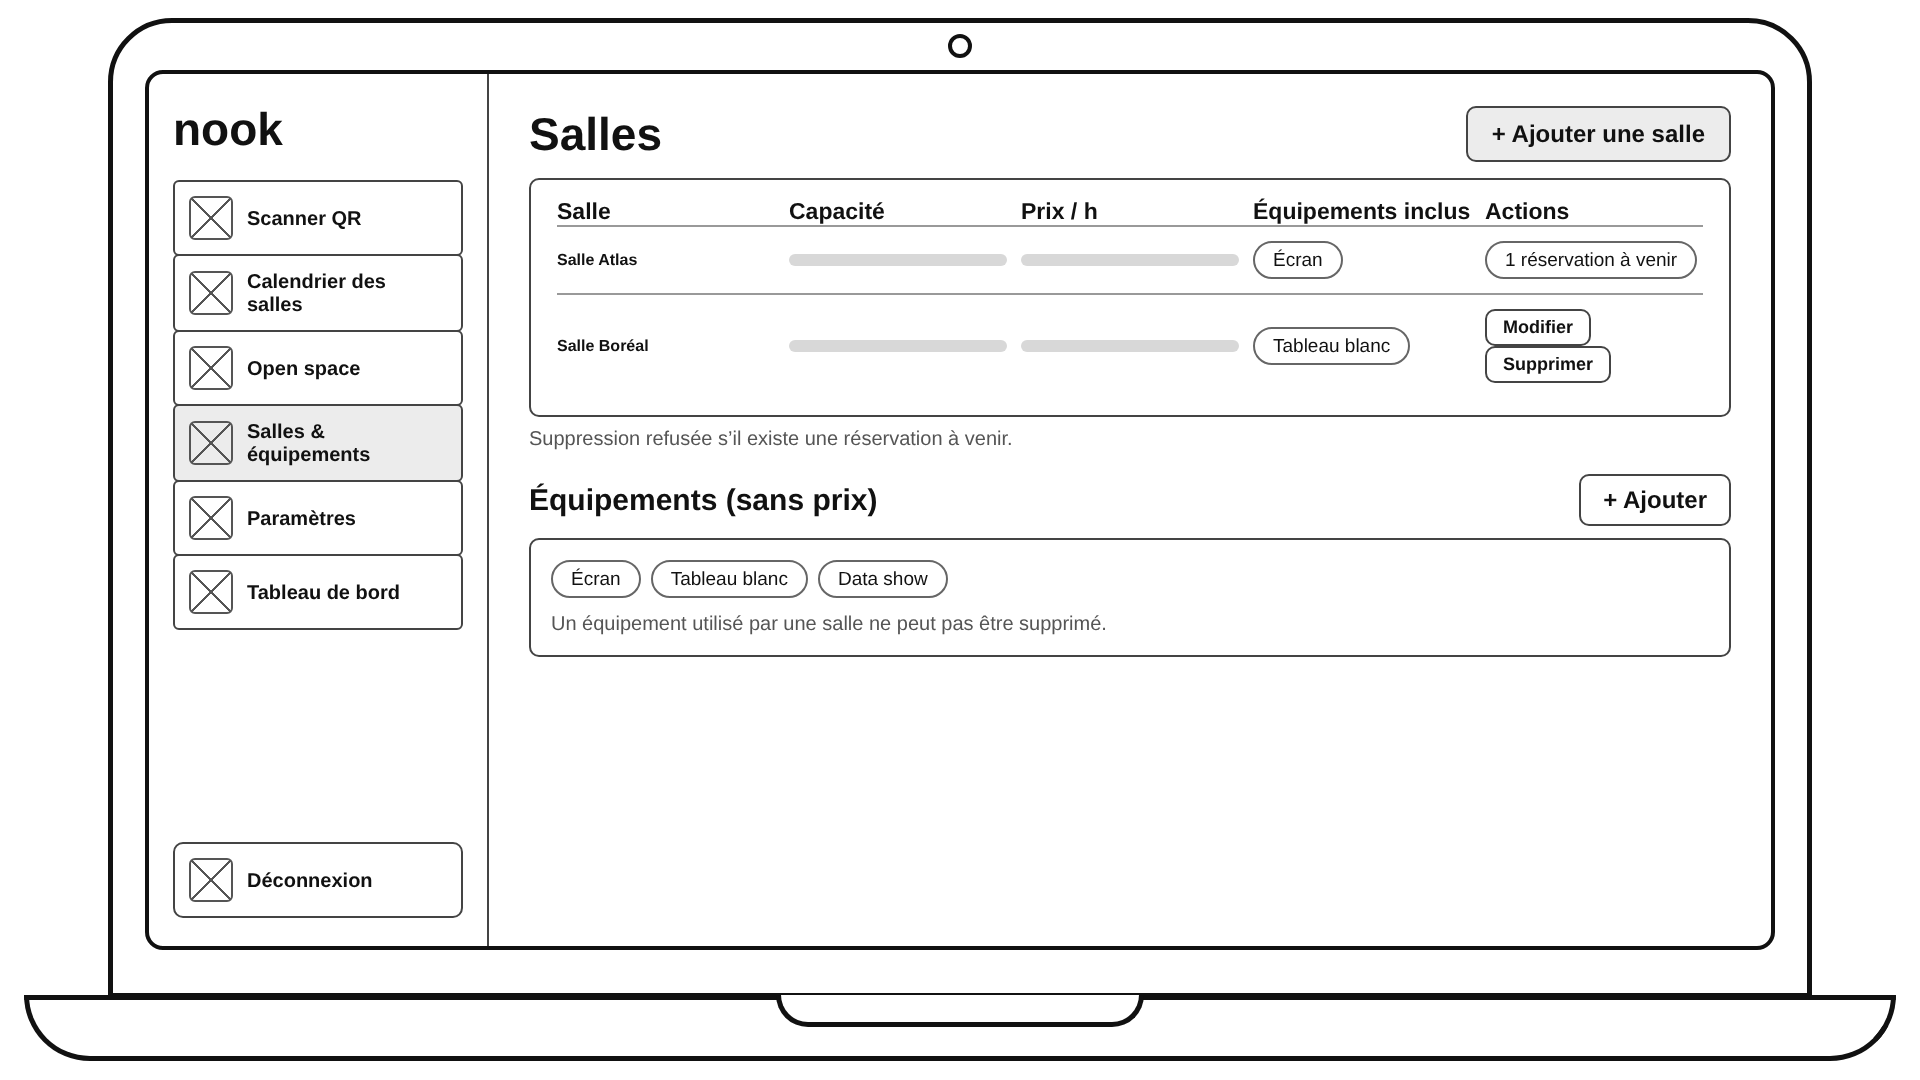 nook
Scanner QR
Calendrier des
salles
Open space
Salles &
équipements
Paramètres
Tableau de bord
Déconnexion
Salles
+ Ajouter une salle
Salle Capacité Prix / h Équipements inclus Actions
Salle Atlas Écran 1 réservation à venir
Salle Boréal Tableau blanc Modifier
Supprimer
Suppression refusée s’il existe une réservation à venir.
Équipements (sans prix) + Ajouter
Écran Tableau blanc Data show
Un équipement utilisé par une salle ne peut pas être supprimé.